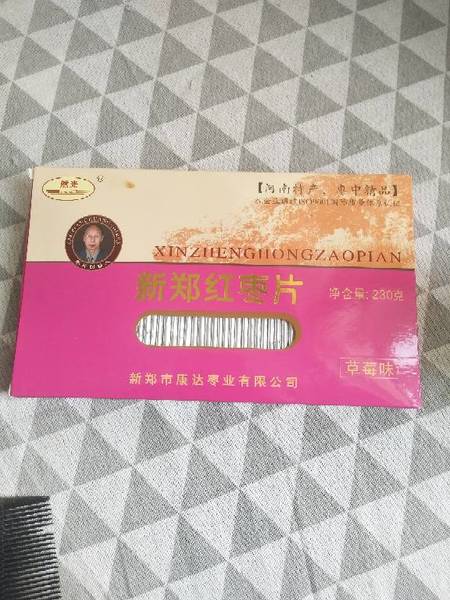 【河南特产、枣中精品】
XINZHENGHONGZAOPIAN
新郑红枣片
净含量:230克
草莓味
新郑市康达枣业有限公司